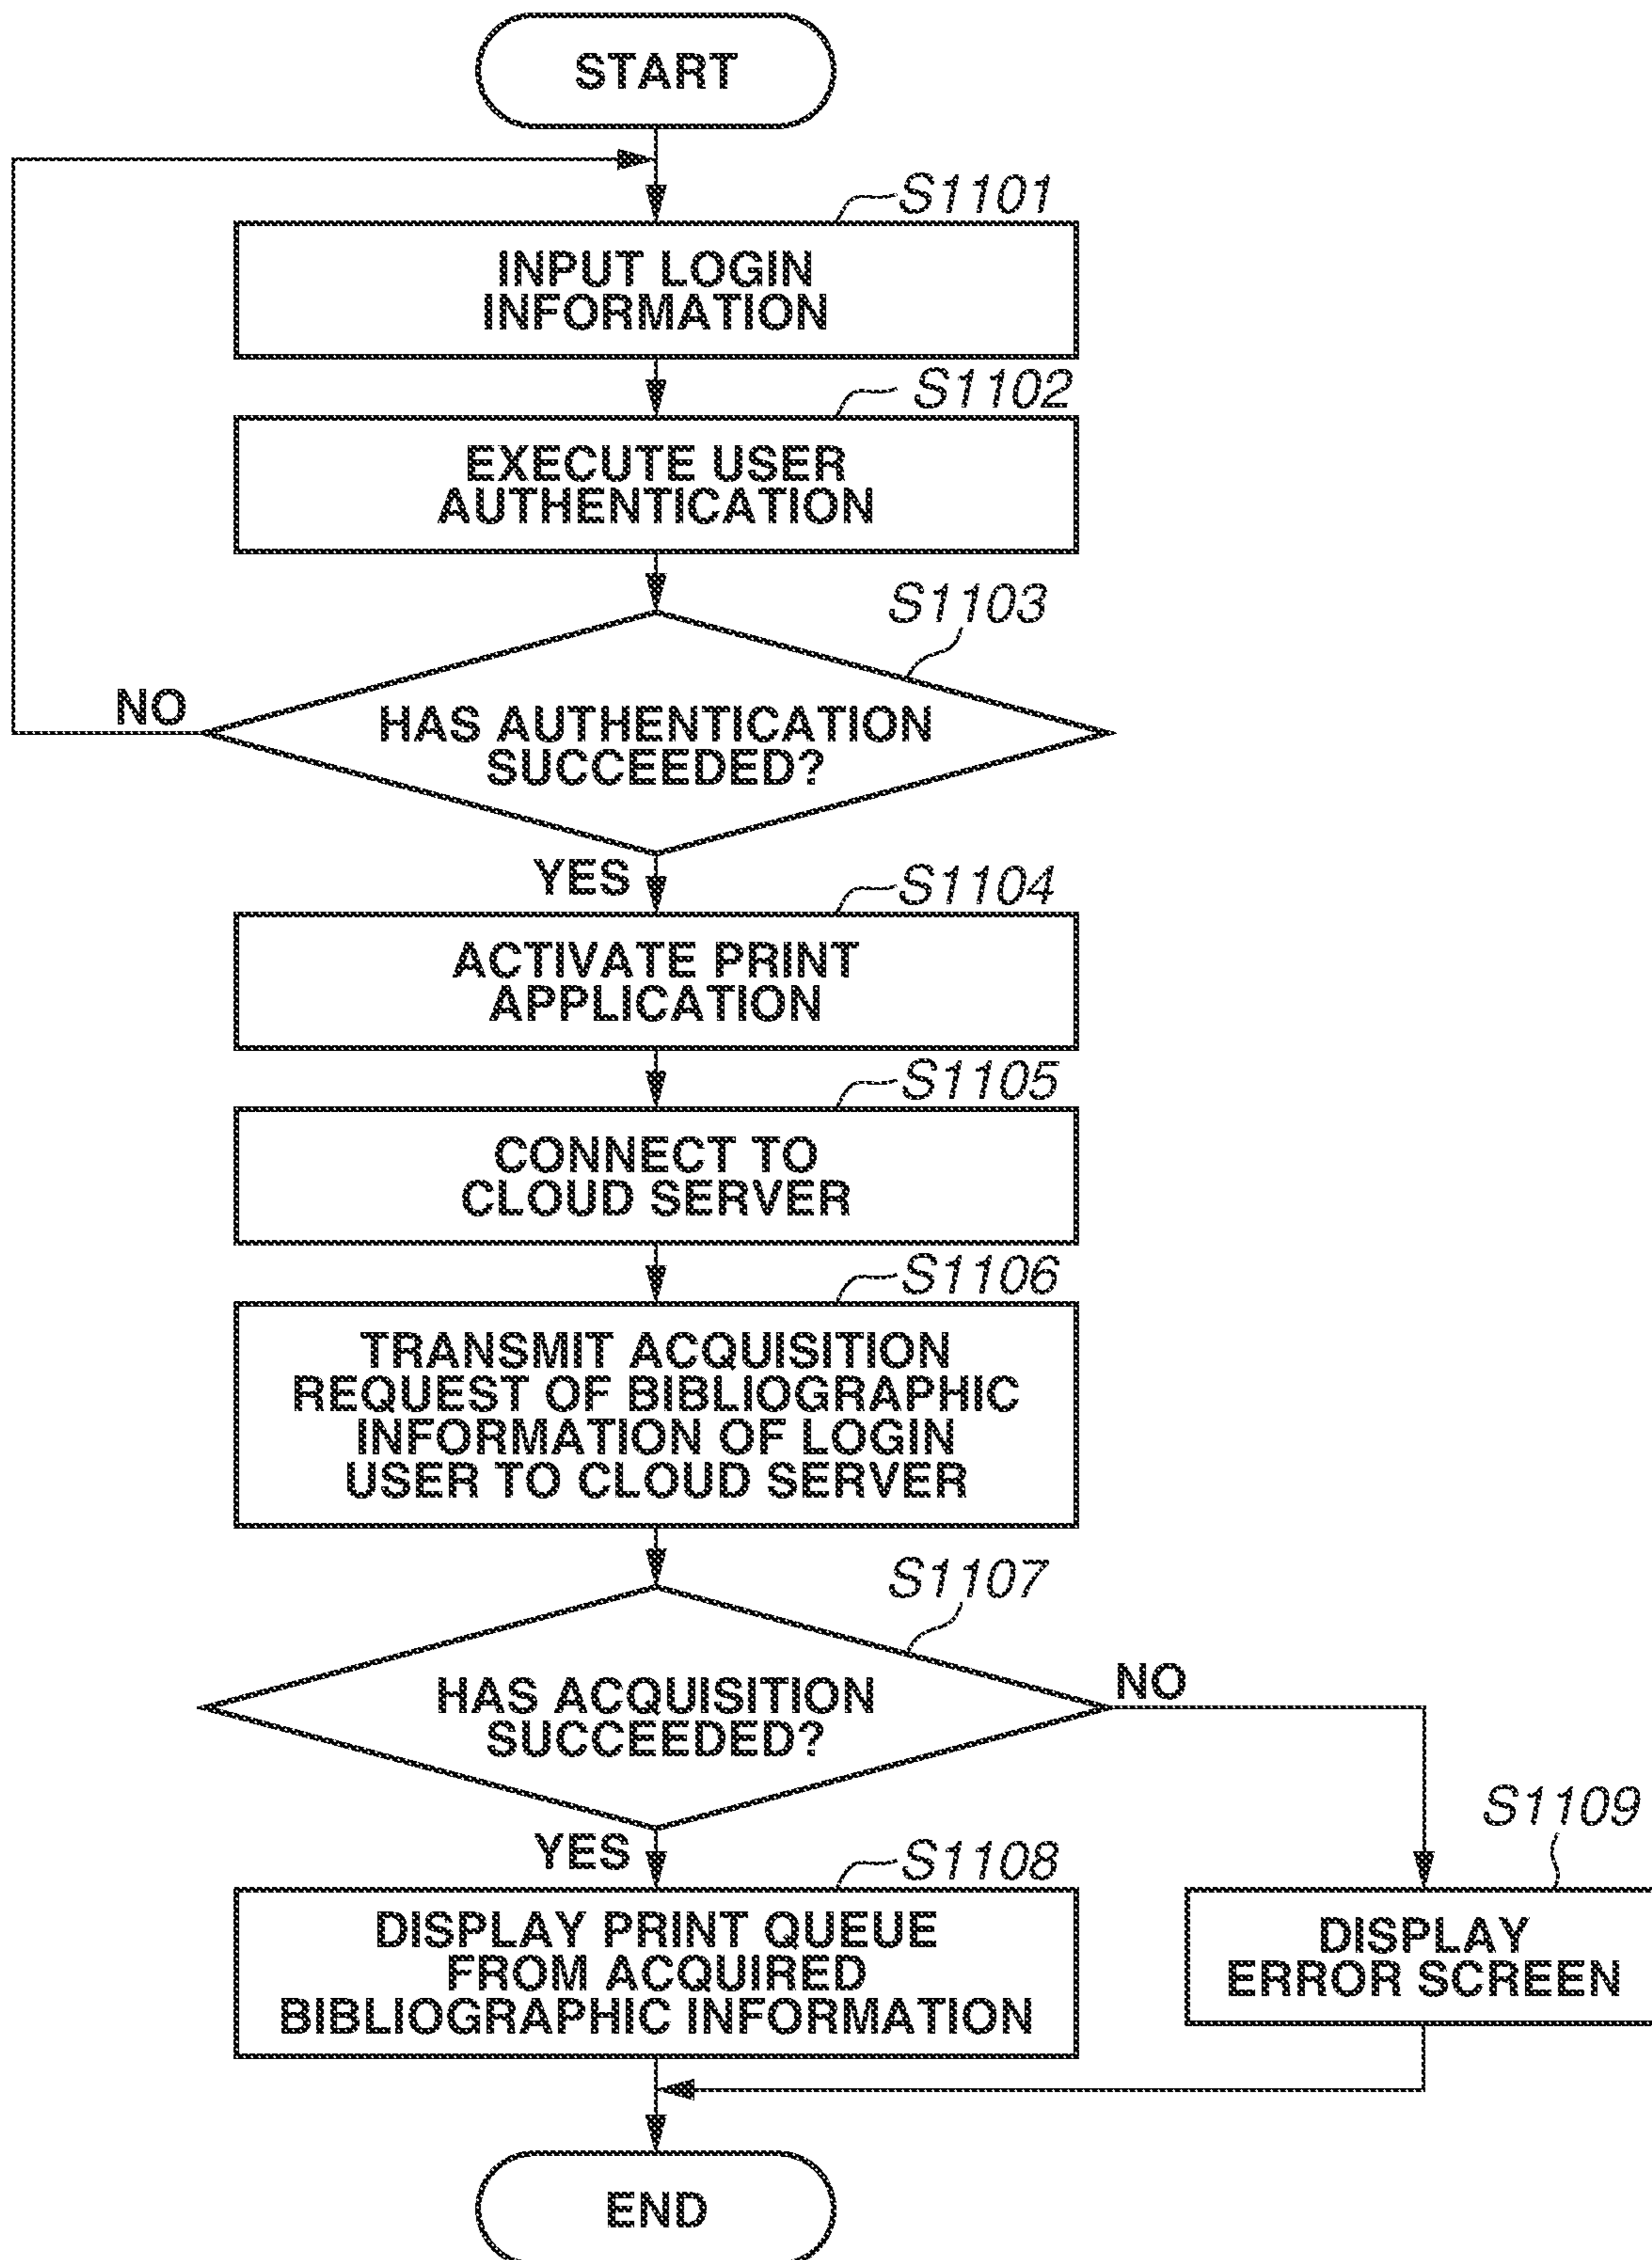 START
S1101
INPUT LOGIN
INFORMATION
S1102
EXECUTE USER
AUTHENTICATION
S1103
NO
HAS AUTHENTICATION
SUCCEEDED?
YES
S1104
ACTIVATE PRINT
APPLICATION
S1105
CONNECT TO
CLOUD SERVER
S1106
TRANSMIT ACQUISITION
REQUEST OF BIBLIOGRAPHIC
INFORMATION OF LOGIN
USER TO CLOUD SERVER
S1107
HAS ACQUISITION
SUCCEEDED?
NO
YES
S1108
DISPLAY PRINT QUEUE
FROM ACQUIRED
BIBLIOGRAPHIC INFORMATION
S1109
DISPLAY
ERROR SCREEN
END